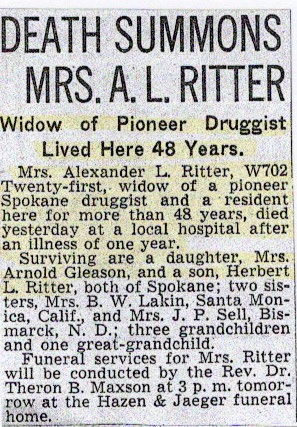 DEATH SUMMONS
MRS. A. L. RITTER
Widow of Pioneer Druggist
Lived Here 48 Years.
Mrs. Alexander L. Ritter, W702
Twenty-first, widow of a pioneer
Spokane druggist and a resident
here for more than 48 years, died
yesterday at a local hospital after
an illness of one year.
Surviving are a daughter, Mrs.
Arnold Gleason, and a son, Herbert
L. Ritter, both of Spokane; two sis-
ters, Mrs. B. W. Lakin, Santa Mon-
ica, Calif., and Mrs. J. P. Sell, Bis-
marck, N. D.; three grandchildren
and one great-grandchild.
Funeral services for Mrs. Ritter
will be conducted by the Rev. Dr.
Theron B. Maxson at 3 p. m. tomor-
row at the Hazen & Jaeger funeral
home.